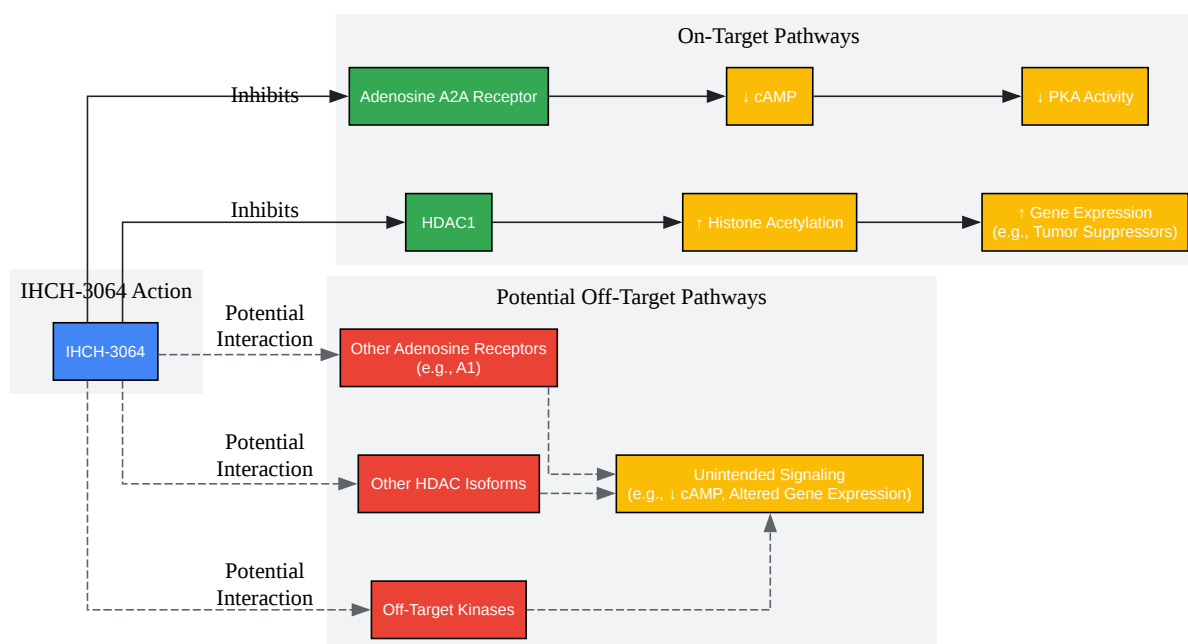 On-Target Pathways
Inhibits
Adenosine A2A Receptor
↓ cAMP
↓ PKA Activity
Inhibits
HDAC1
↑ Histone Acetylation
↑ Gene Expression
(e.g., Tumor Suppressors)
IHCH-3064 Action
IHCH-3064
Potential Off-Target Pathways
Potential
Interaction
Other Adenosine Receptors
(e.g., A1)
Potential
Interaction
Other HDAC Isoforms
Unintended Signaling
(e.g., ↓ cAMP, Altered Gene Expression)
Potential
Interaction
Off-Target Kinases